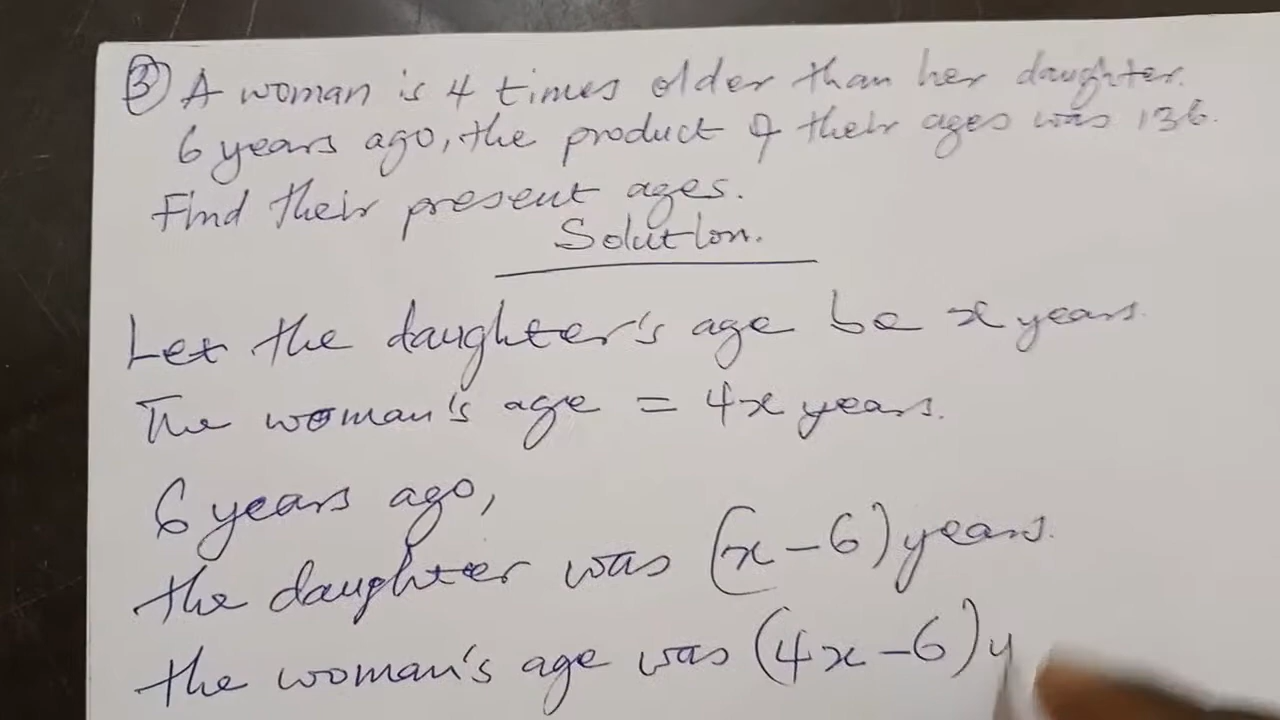 ③ A woman is 4 times older than her daughter.
6 years ago, the product of their ages was 136.
Find their present ages.
Solution.
Let the daughter's age be x years.
The woman's age = 4x years.
6 years ago,
the daughter was (x-6) years.
the woman's age was (4x-6) y